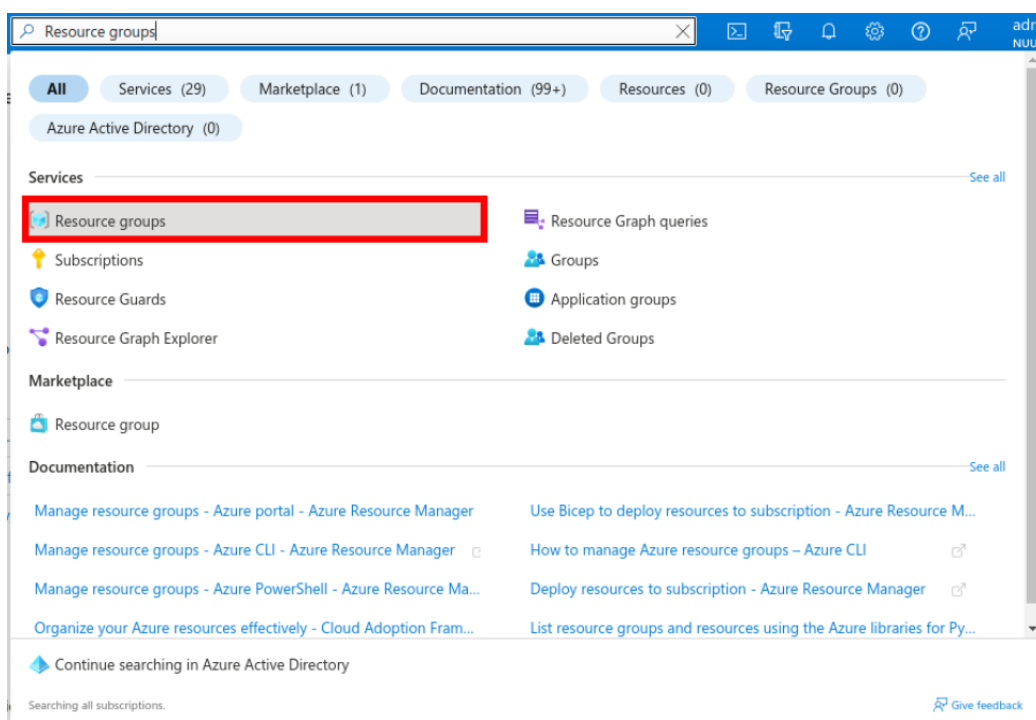 Resource groups
adm
NUU
All Services (29) Marketplace (1) Documentation (99+) Resources (0) Resource Groups (0)
Azure Active Directory (0)
Services See all
Resource groups Resource Graph queries
Subscriptions Groups
Resource Guards Application groups
Resource Graph Explorer Deleted Groups
Marketplace
Resource group
Documentation See all
Manage resource groups - Azure portal - Azure Resource Manager Use Bicep to deploy resources to subscription - Azure Resource M...
Manage resource groups - Azure CLI - Azure Resource Manager How to manage Azure resource groups – Azure CLI
Manage resource groups - Azure PowerShell - Azure Resource Ma... Deploy resources to subscription - Azure Resource Manager
Organize your Azure resources effectively - Cloud Adoption Fram... List resource groups and resources using the Azure libraries for Py...
Continue searching in Azure Active Directory
Searching all subscriptions. Give feedback